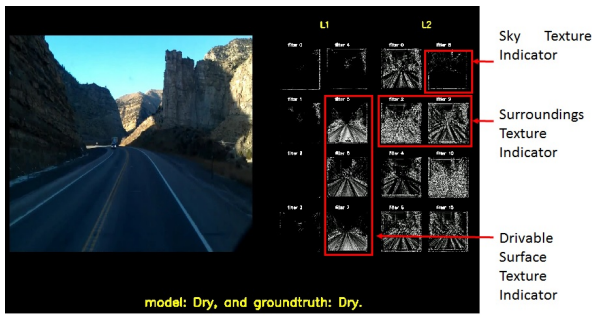 L1 L2
filter 0 filter 4 filter 0 filter 8
filter 1 filter 5 filter 2 filter 9
filter 2 filter 6 filter 4 filter 10
filter 3 filter 7 filter filter 15
Sky Texture
Indicator
Surroundings
Texture
Indicator
Drivable
Surface
Texture
Indicator
model: Dry, and groundtruth: Dry.